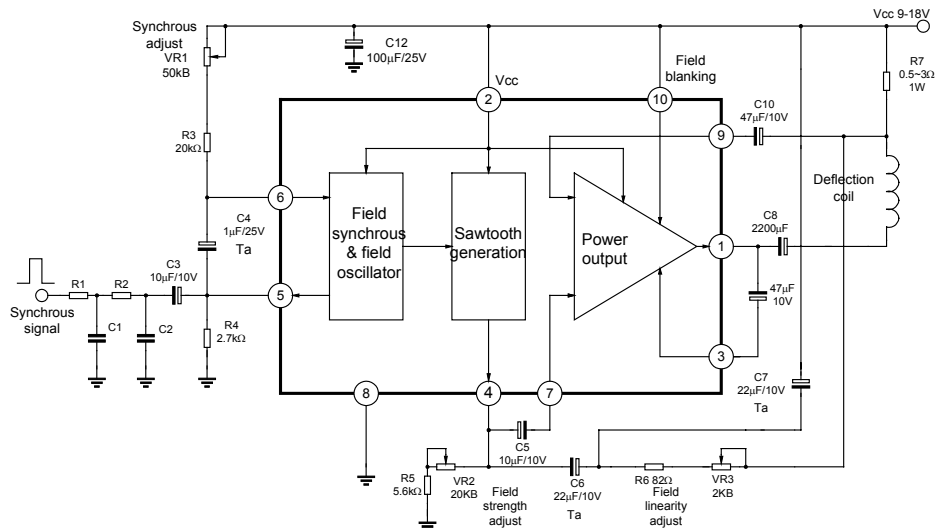 Synchrous
adjust
VR1
50kB
C12
100μF/25V
Vcc 9-18V
R7
0.5~3Ω
1W
Vcc
2
Field
blanking
10
C10
47μF/10V
9
R3
20kΩ
6
C4
1μF/25V
Ta
Field
synchrous
& field
oscillator
Sawtooth
generation
Power
output
Deflection
coil
C8
2200μF
1
C3
10μF/10V
R1
R2
Synchrous
signal
5
47μF
10V
C1
C2
R4
2.7kΩ
3
C7
22μF/10V
Ta
8
4
7
C5
10μF/10V
R5
5.6kΩ
VR2
20KB
Field
strength
adjust
C6
22μF/10V
Ta
R6 82Ω
Field
linearity
adjust
VR3
2KB